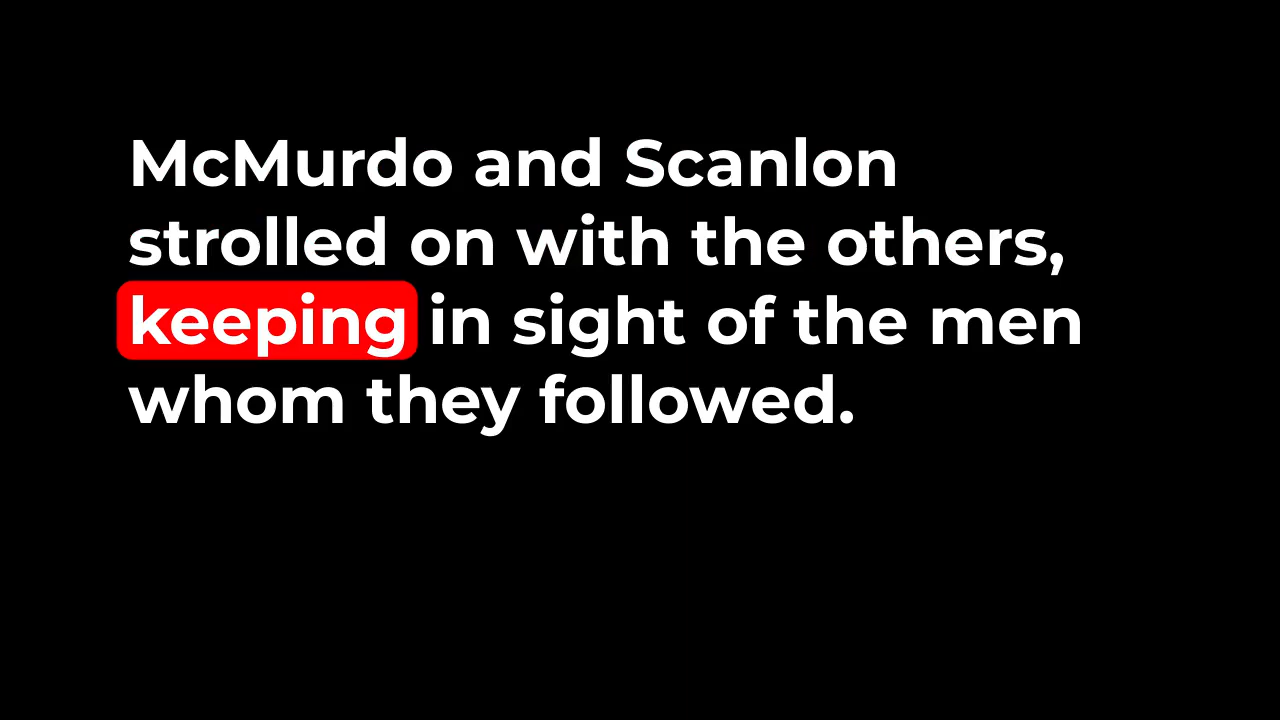 McMurdo and Scanlon
strolled on with the others,
keeping in sight of the men
whom they followed.